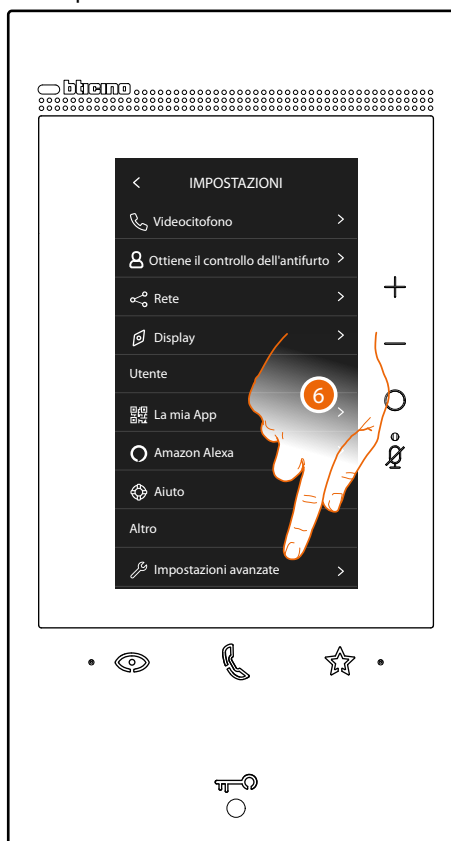 bticino
IMPOSTAZIONI
Videocitofono
Ottiene il controllo dell'antifurto
Rete
Display
Utente
6
La mia App
Amazon Alexa
Aiuto
Altro
Impostazioni avanzate